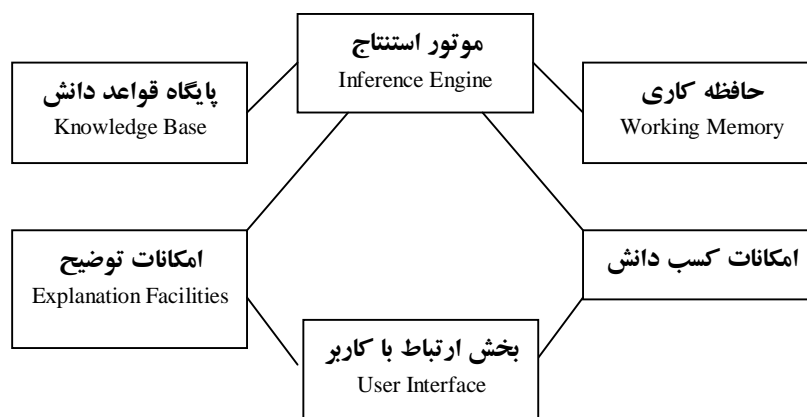 موتور استنتاج
Inference Engine
پایگاه قواعد دانش
Knowledge Base
حافظه کاری
Working Memory
امکانات توضیح
Explanation Facilities
امکانات کسب دانش
بخش ارتباط با کاربر
User Interface